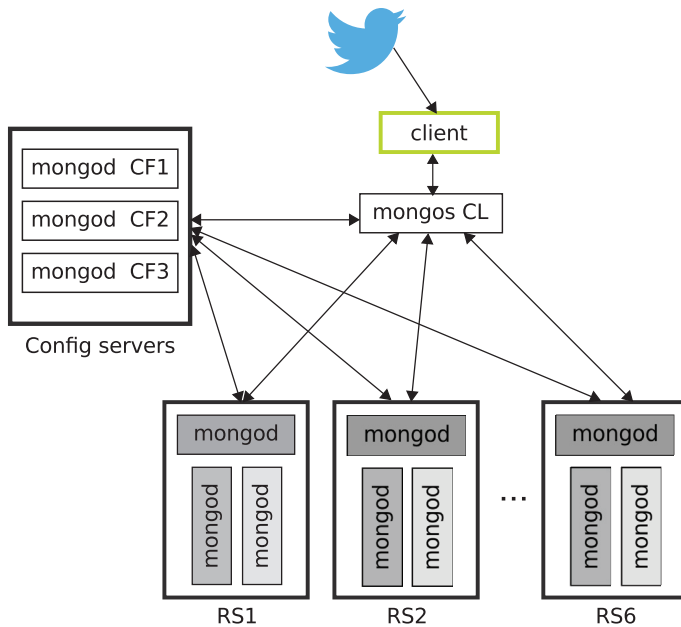 client
mongos CL
mongod CF1
mongod CF2
mongod CF3
Config servers
mongod
mongod
mongod
RS1
mongod
mongod
mongod
RS2
...
mongod
mongod
mongod
RS6